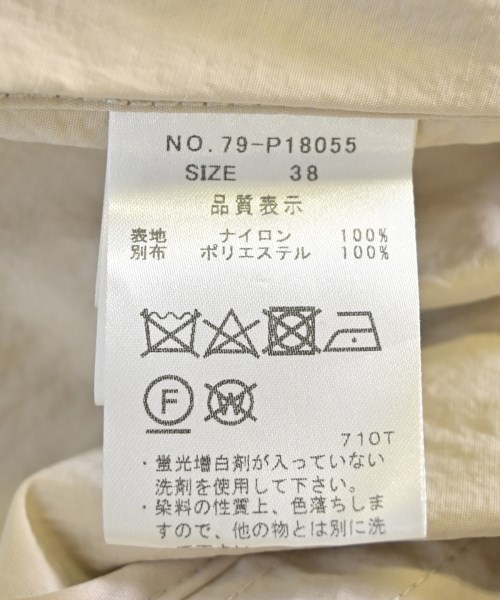 NO.79-P18055
SIZE 38
品質表示
表地 ナイロン 100%
別布 ポリエステル 100%
F
W
710T
・蛍光増白剤が入っていない
洗剤を使用して下さい。
・染料の性質上、色落ちしま
すので、他の物とは別に洗